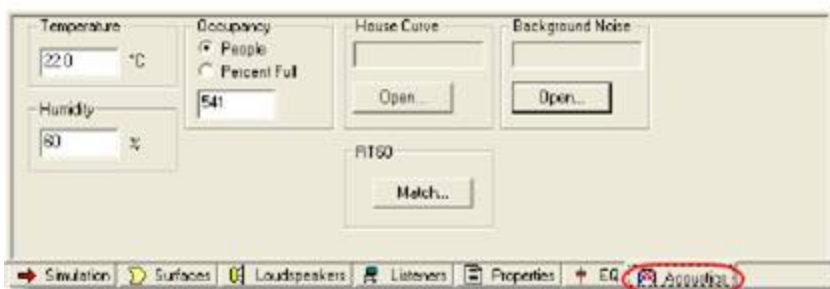 Temperature
22.0 °C
Humidity
60 %
Occupancy
People
Percent Full
541
House Curve
Open...
Background Noise
Open...
RT60
Match...
Simulation Surfaces Loudspeakers Listeners Properties EQ Acoustics